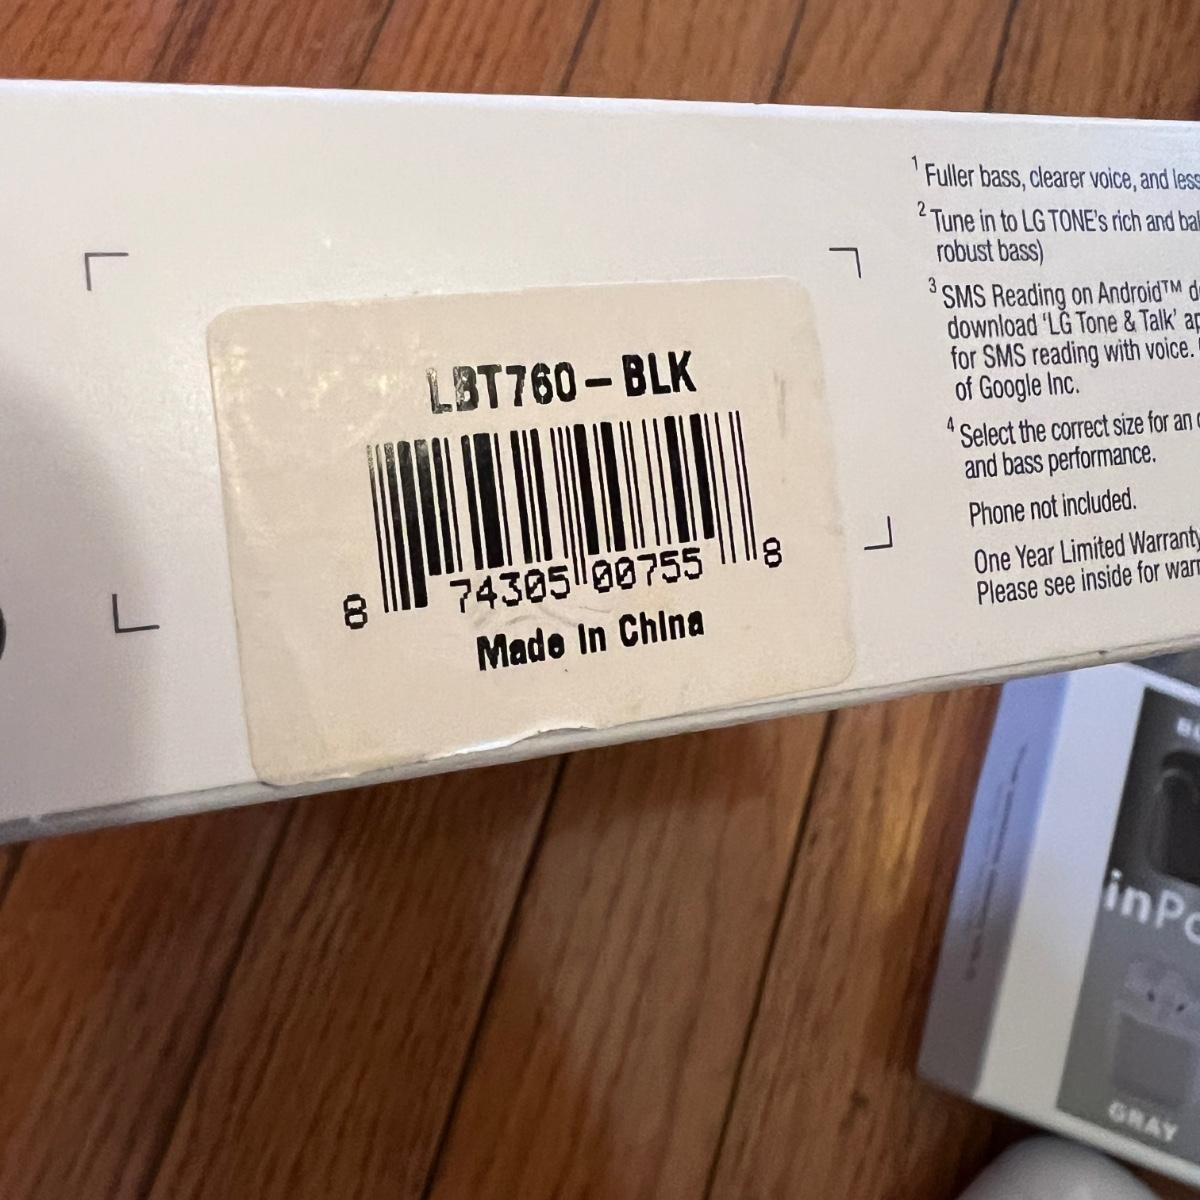 LBT760-BLK
8 74305 00755 8
Made in China
1 Fuller bass, clearer voice, and less
2 Tune in to LG TONE's rich and
robust bass)
3 SMS Reading on Android™
download 'LG Tone & Talk'
for SMS reading with voice.
of Google Inc.
4 Select the correct size for an
and bass performance.
Phone not included.
One Year Limited Warranty
Please see inside for
GRAY